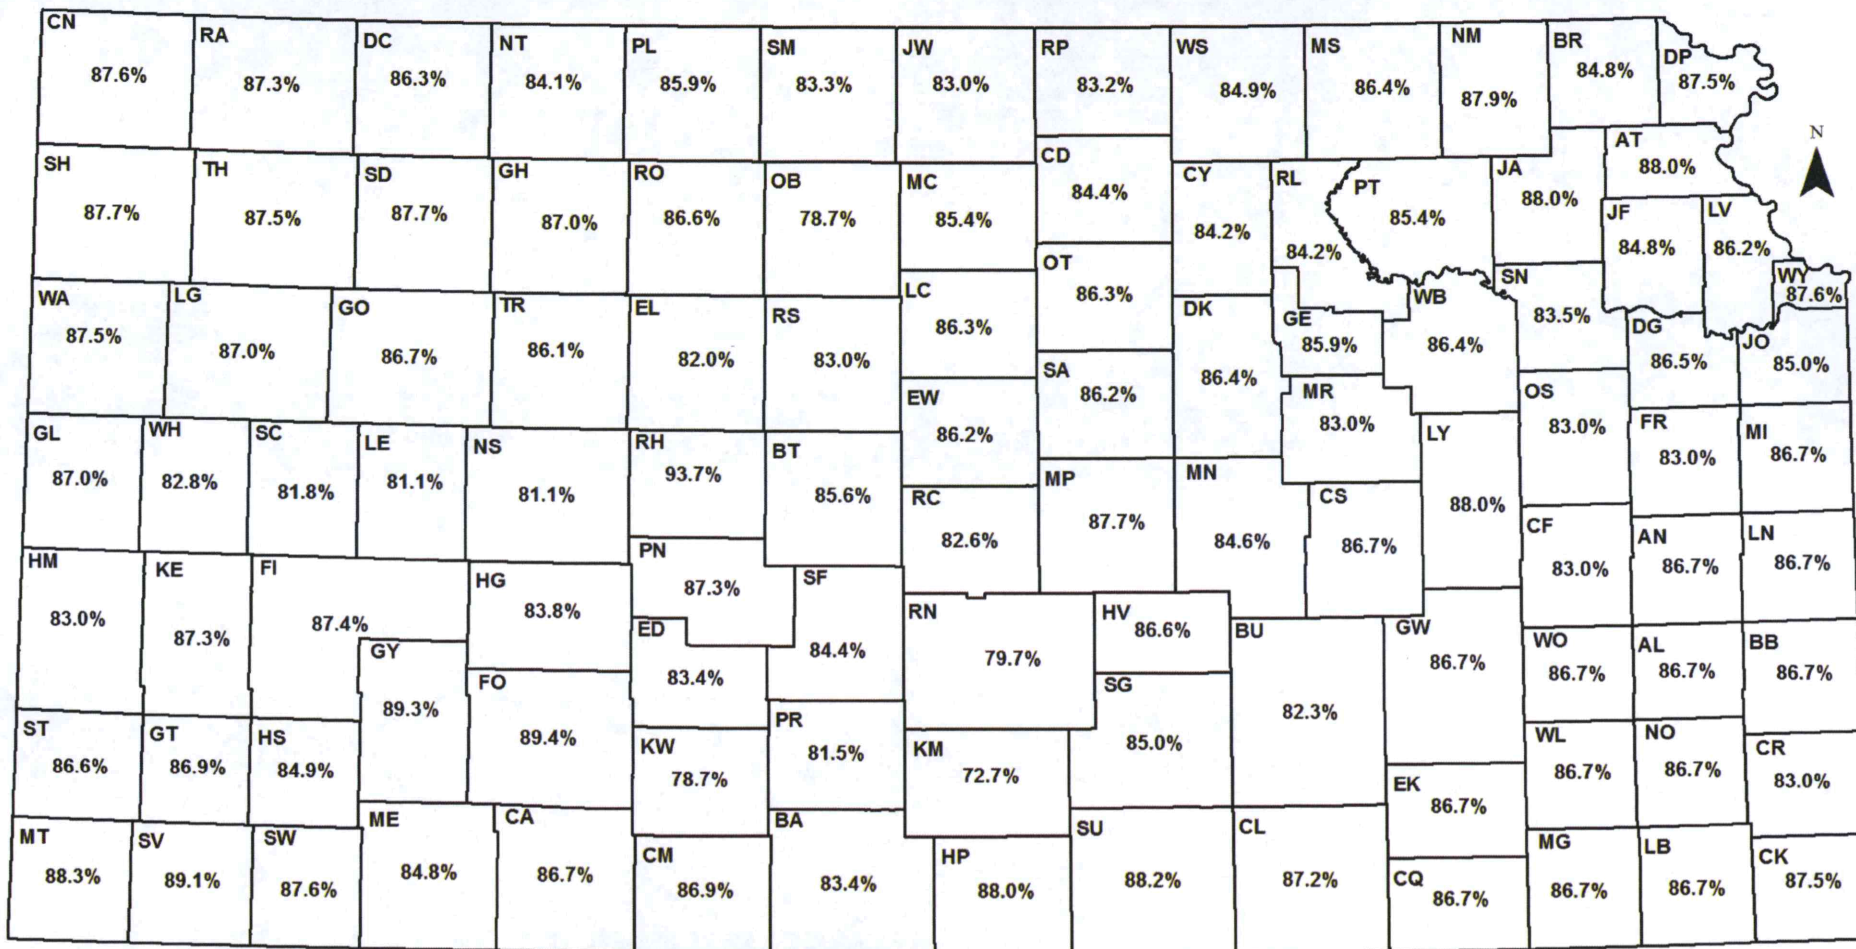 CN 87.6%
RA 87.3%
DC 86.3%
NT 84.1%
PL 85.9%
SM 83.3%
JW 83.0%
RP 83.2%
WS 84.9%
MS 86.4%
NM 87.9%
BR 84.8%
DP 87.5%
N
SH 87.7%
TH 87.5%
SD 87.7%
GH 87.0%
RO 86.6%
OB 78.7%
MC 85.4%
CD 84.4%
CY 84.2%
RL 84.2%
PT 85.4%
JA 88.0%
AT 88.0%
JF 84.8%
LV 86.2%
WY 87.6%
WA 87.5%
LG 87.0%
GO 86.7%
TR 86.1%
EL 82.0%
RS 83.0%
LC 86.3%
OT 86.3%
DK 86.4%
GE 85.9%
WB 86.4%
SN 83.5%
DG 86.5%
JO 85.0%
GL 87.0%
WH 82.8%
SC 81.8%
LE 81.1%
NS 81.1%
RH 93.7%
BT 85.6%
EW 86.2%
SA 86.2%
MR 83.0%
LY 88.0%
OS 83.0%
FR 83.0%
MI 86.7%
RC 82.6%
MP 87.7%
MN 84.6%
CS 86.7%
CF 83.0%
AN 86.7%
LN 86.7%
HM 83.0%
KE 87.3%
FI 87.4%
HG 83.8%
PN 87.3%
SF 84.4%
RN 79.7%
HV 86.6%
BU 82.3%
GW 86.7%
WO 86.7%
AL 86.7%
BB 86.7%
GY 89.3%
FO 89.4%
ED 83.4%
SG 85.0%
ST 86.6%
GT 86.9%
HS 84.9%
KW 78.7%
PR 81.5%
KM 72.7%
EK 86.7%
WL 86.7%
NO 86.7%
CR 83.0%
MT 88.3%
SV 89.1%
SW 87.6%
ME 84.8%
CA 86.7%
CM 86.9%
BA 83.4%
HP 88.0%
SU 88.2%
CL 87.2%
CQ 86.7%
MG 86.7%
LB 86.7%
CK 87.5%